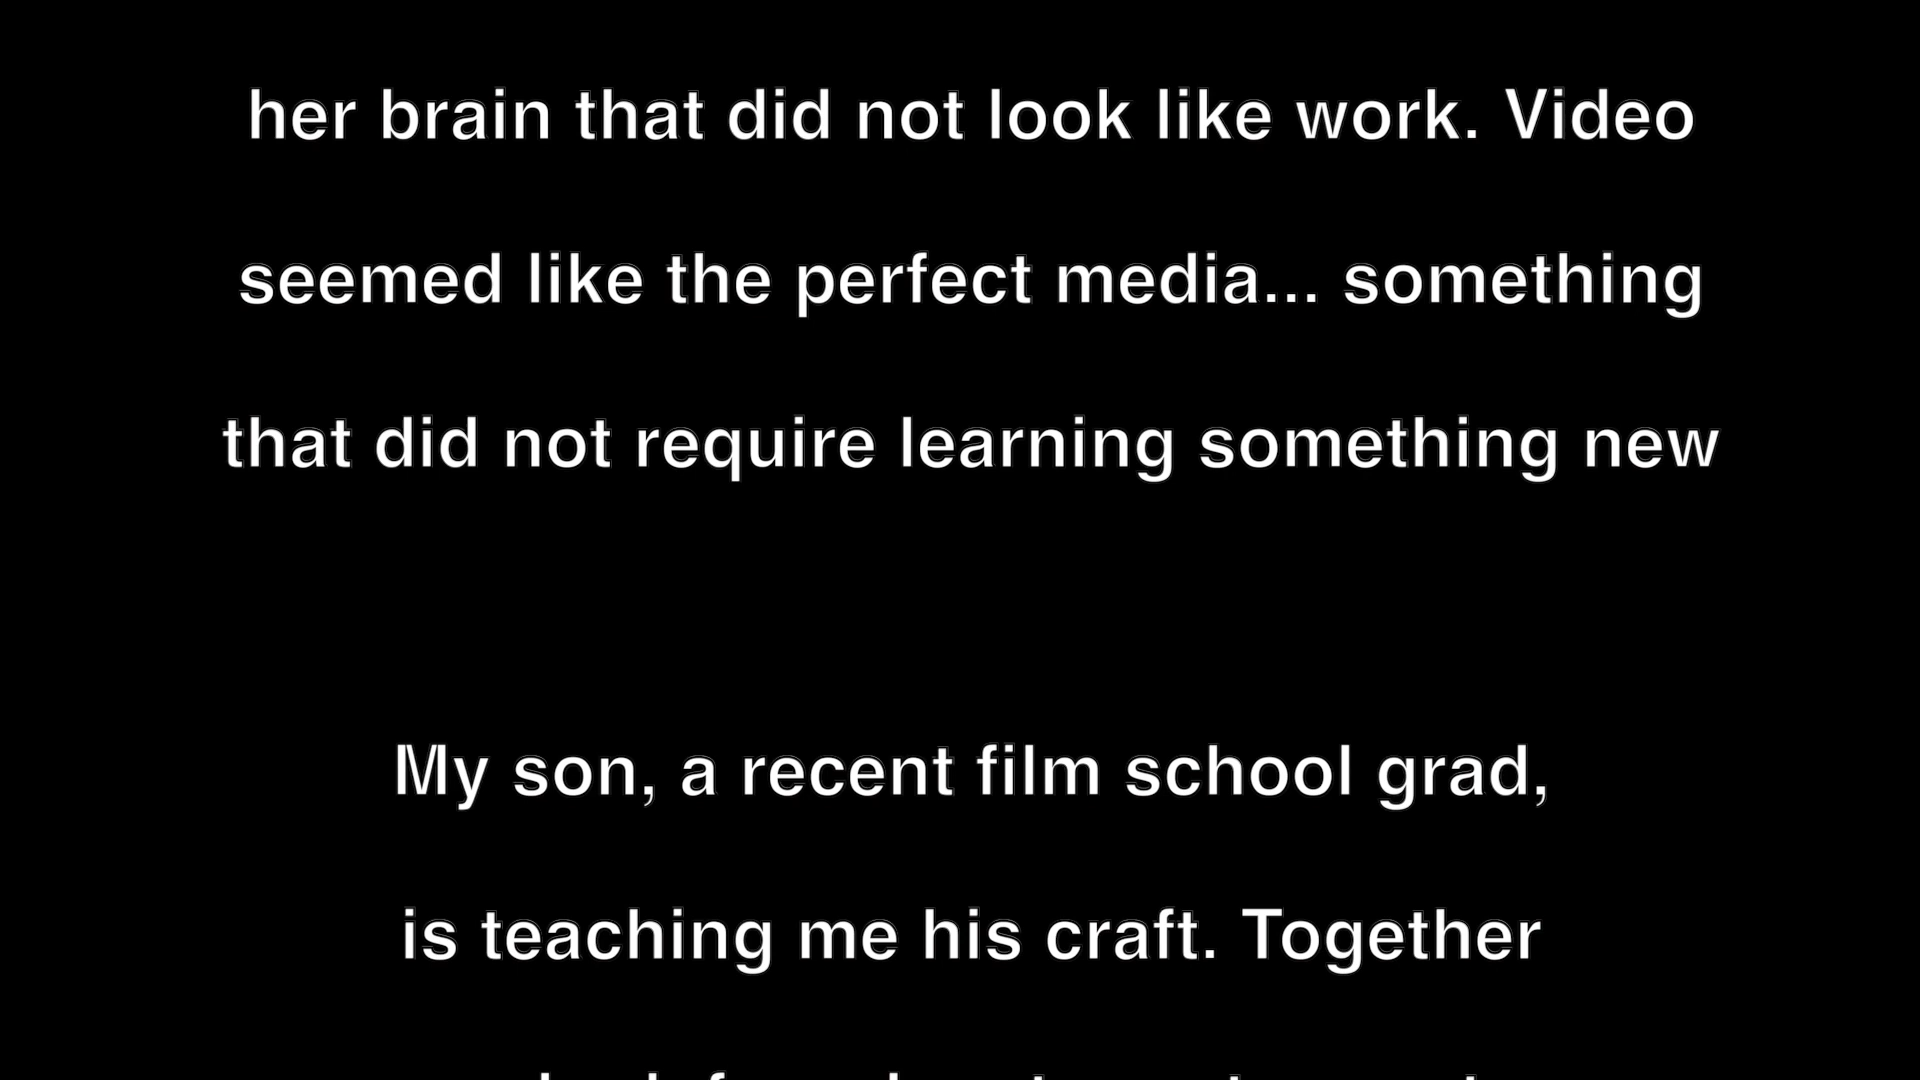 her brain that did not look like work. Video
seemed like the perfect media... something
that did not require learning something new
My son, a recent film school grad,
is teaching me his craft. Together